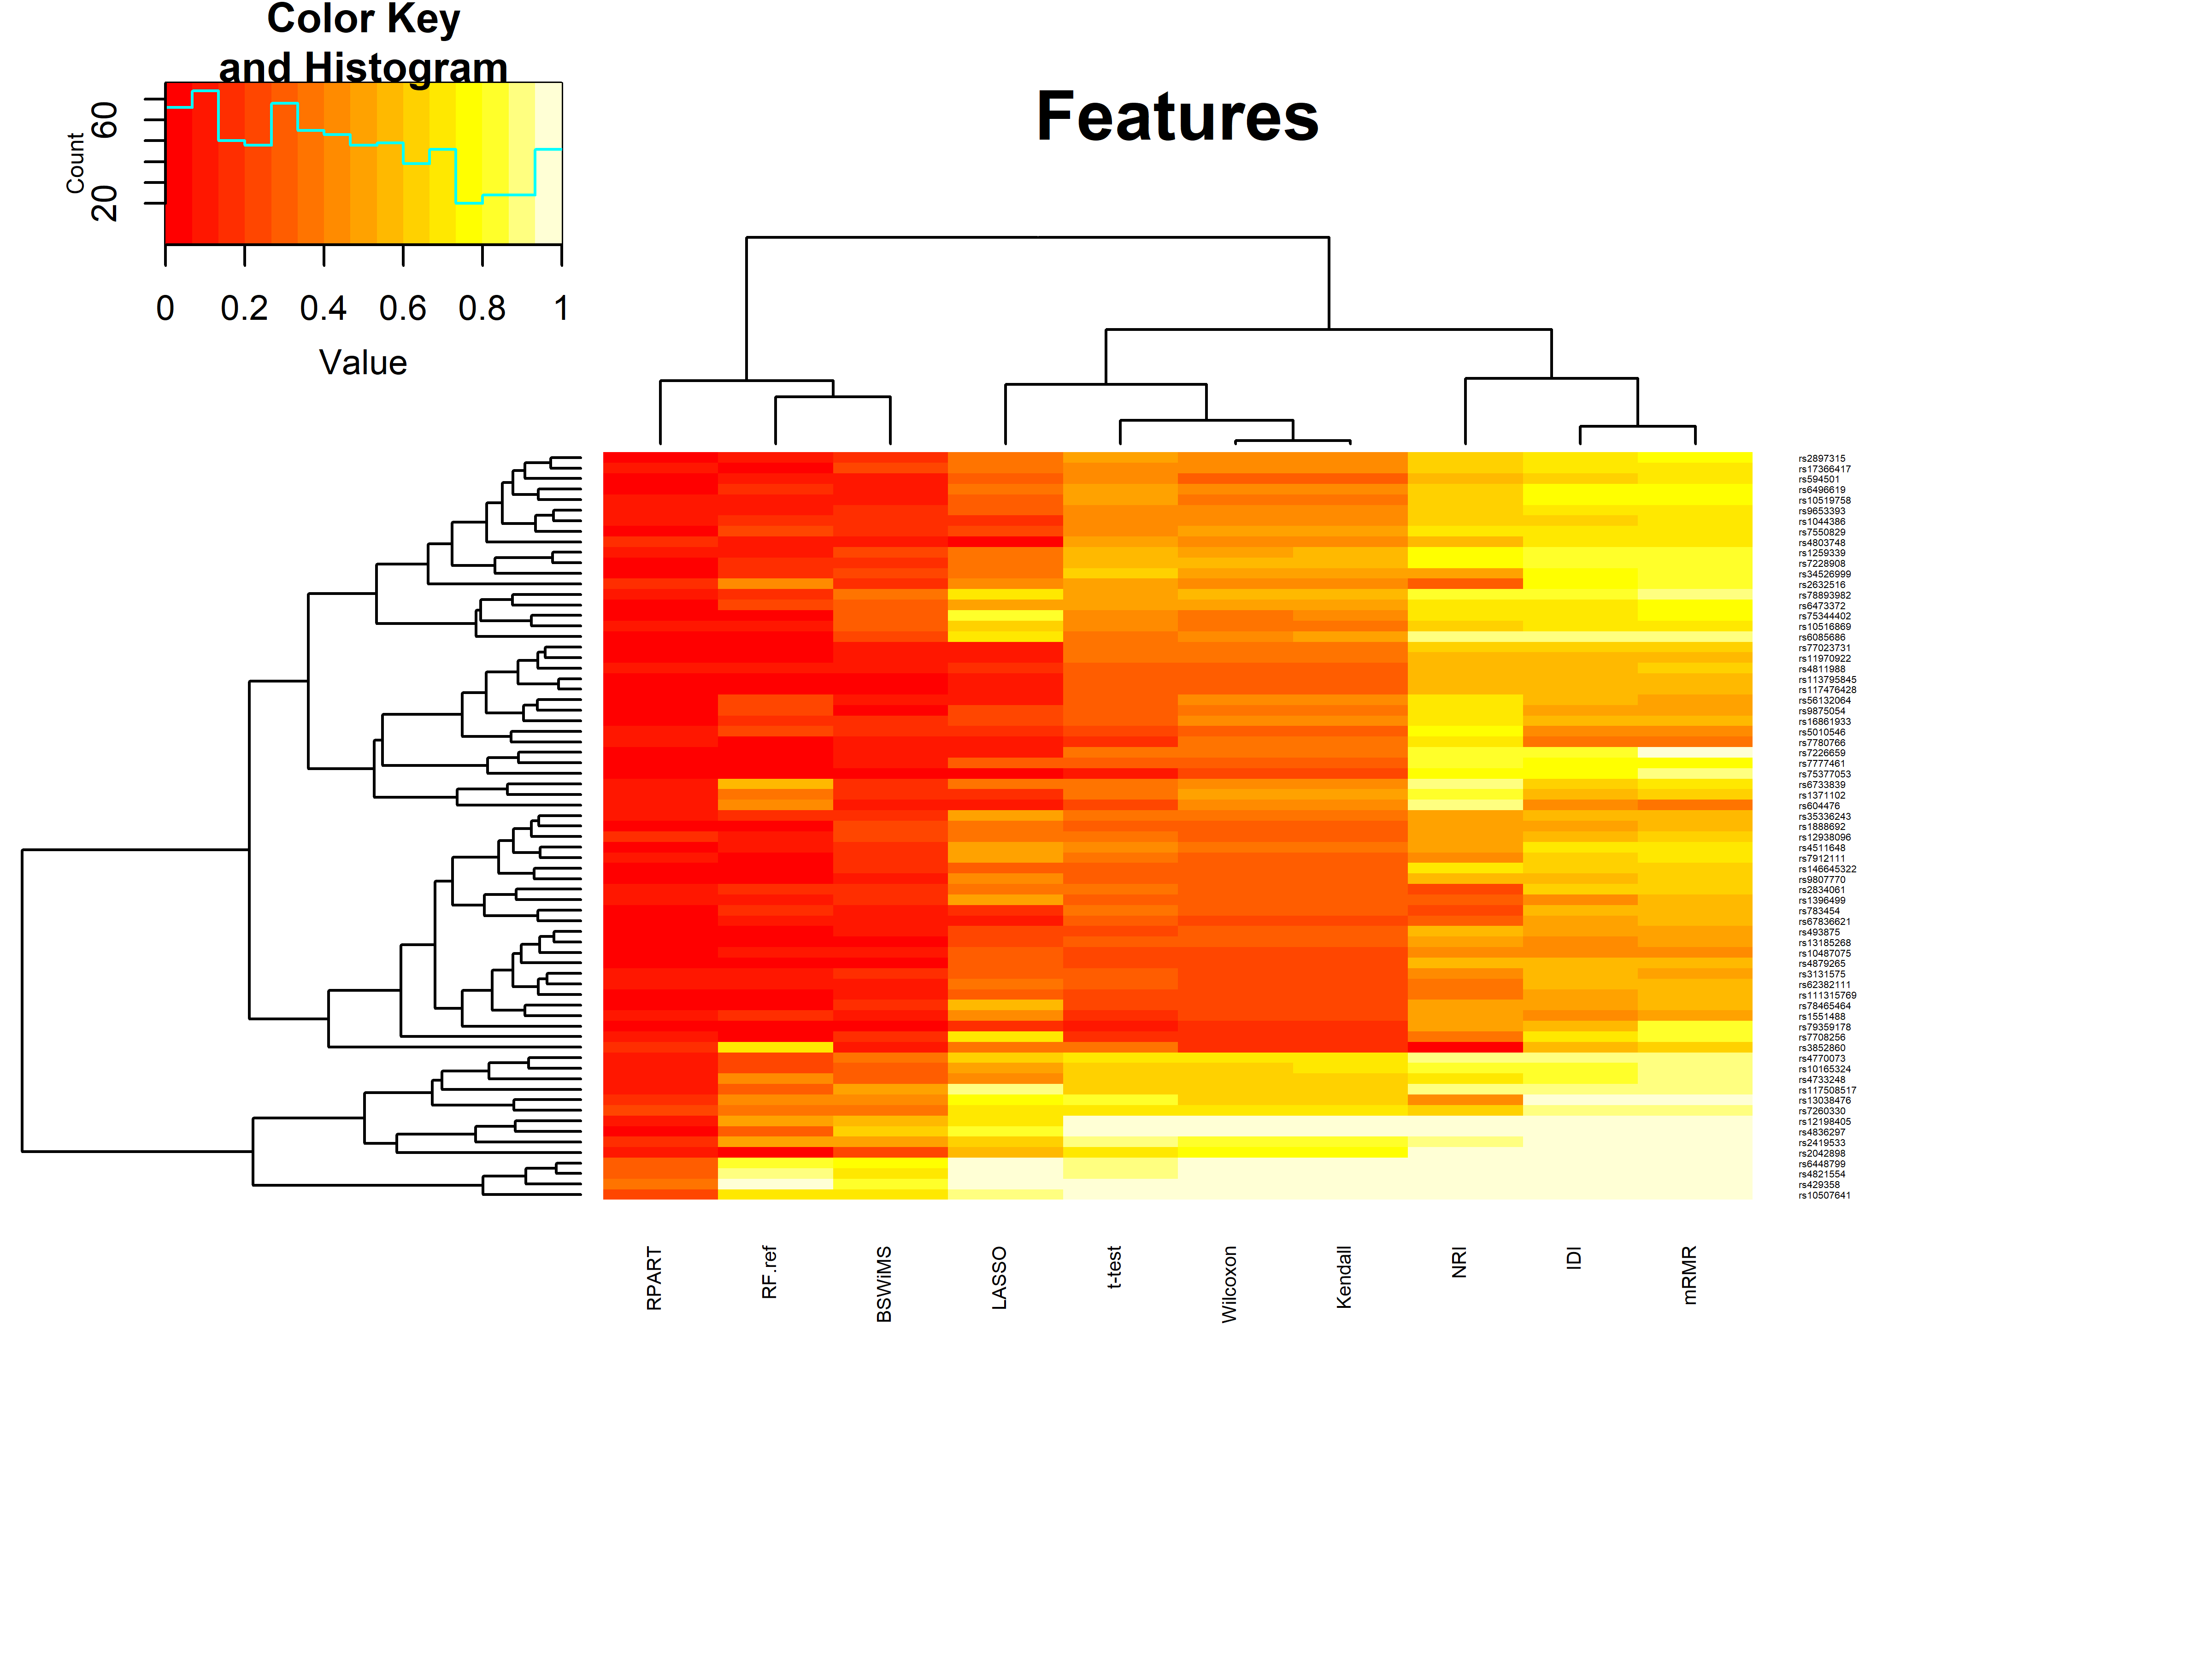 Color Key
and Histogram
Features
Count
20
60
0 0.2 0.4 0.6 0.8 1
Value
rs2897315
rs17366417
rs594501
rs6496619
rs10519758
rs9653393
rs1044386
rs7550829
rs4803748
rs1259339
rs7228908
rs34526999
rs2632516
rs78893982
rs6473372
rs75344402
rs10516869
rs6085686
rs77023731
rs11970922
rs4811988
rs113795845
rs117476428
rs56132064
rs9875054
rs16861933
rs5010546
rs7780766
rs7226659
rs7777461
rs75377053
rs6733839
rs1371102
rs604476
rs35336243
rs1888692
rs12938096
rs4511648
rs7912111
rs146645322
rs9807770
rs2834061
rs1396499
rs783454
rs67836621
rs493875
rs13185268
rs10487075
rs4879265
rs3131575
rs62382111
rs111315769
rs78465464
rs1551488
rs79359178
rs7708256
rs3852860
rs4770073
rs10165324
rs4733248
rs117508517
rs13038476
rs7260330
rs12198405
rs4836297
rs2419533
rs2042898
rs6448799
rs4821554
rs429358
rs10507641
RPART
RF.ref
BSWiMS
LASSO
t-test
Wilcoxon
Kendall
NRI
IDI
mRMR